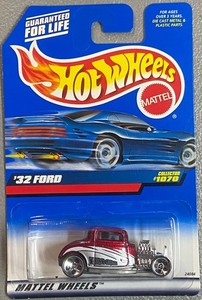 GUARANTEED
FOR LIFE
FOR AGES
OVER 3 YEARS.
DIE CAST METAL &
PLASTIC PARTS.
Hot Wheels
MATTEL
'32 FORD
COLLECTOR
#1070
MATTEL WHEELS